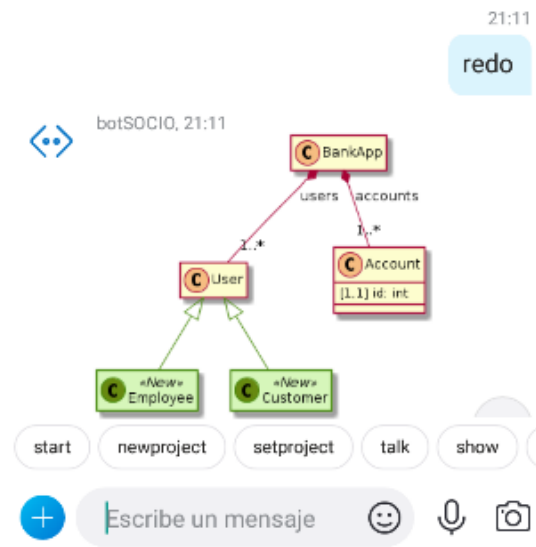 21:11
redo
botSOCIO, 21:11
C BankApp
users accounts
1..* 1..*
C User
C Account
[1..1] id: int
C «New» Employee
C «New» Customer
start newproject setproject talk show
Escribe un mensaje